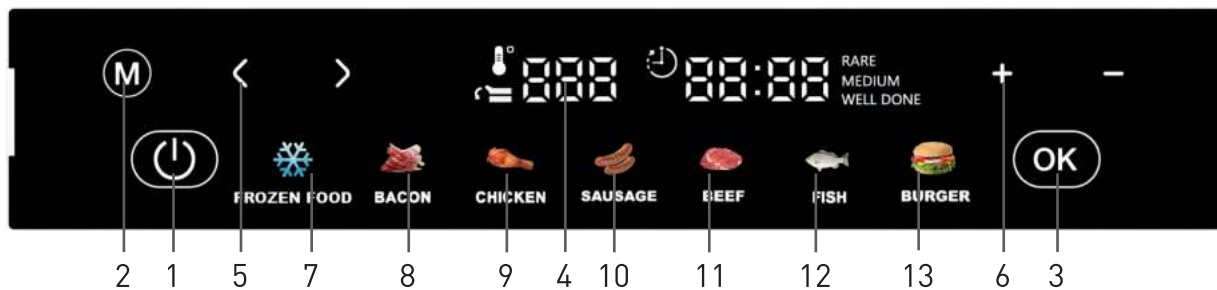 M < > 888 88:88 RARE + −
MEDIUM
WELL DONE
OK
FROZEN FOOD BACON CHICKEN SAUSAGE BEEF FISH BURGER
2 1 5 7 8 9 4 10 11 12 13 6 3